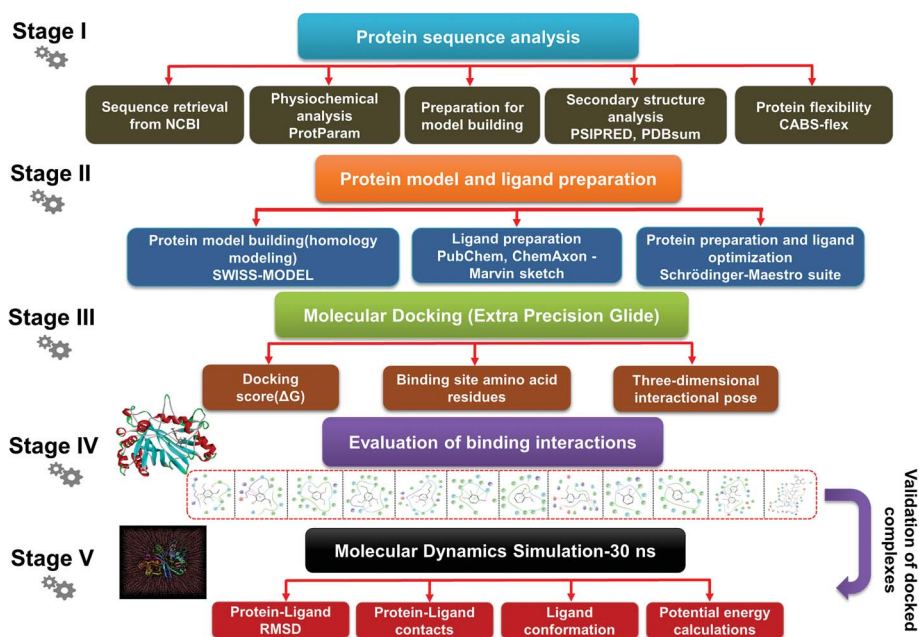 Stage I
Protein sequence analysis
Sequence retrieval
from NCBI
Physiochemical
analysis
ProtParam
Preparation for
model building
Secondary structure
analysis
PSIPRED, PDBsum
Protein flexibility
CABS-flex
Stage II
Protein model and ligand preparation
Protein model building(homology
modeling)
SWISS-MODEL
Ligand preparation
PubChem, ChemAxon -
Marvin sketch
Protein preparation and ligand
optimization
Schrödinger-Maestro suite
Stage III
Molecular Docking (Extra Precision Glide)
Docking
score(ΔG)
Binding site amino acid
residues
Three-dimensional
interactional pose
Stage IV
Evaluation of binding interactions
Validation of docked
complexes
Stage V
Molecular Dynamics Simulation-30 ns
Protein-Ligand
RMSD
Protein-Ligand
contacts
Ligand
conformation
Potential energy
calculations